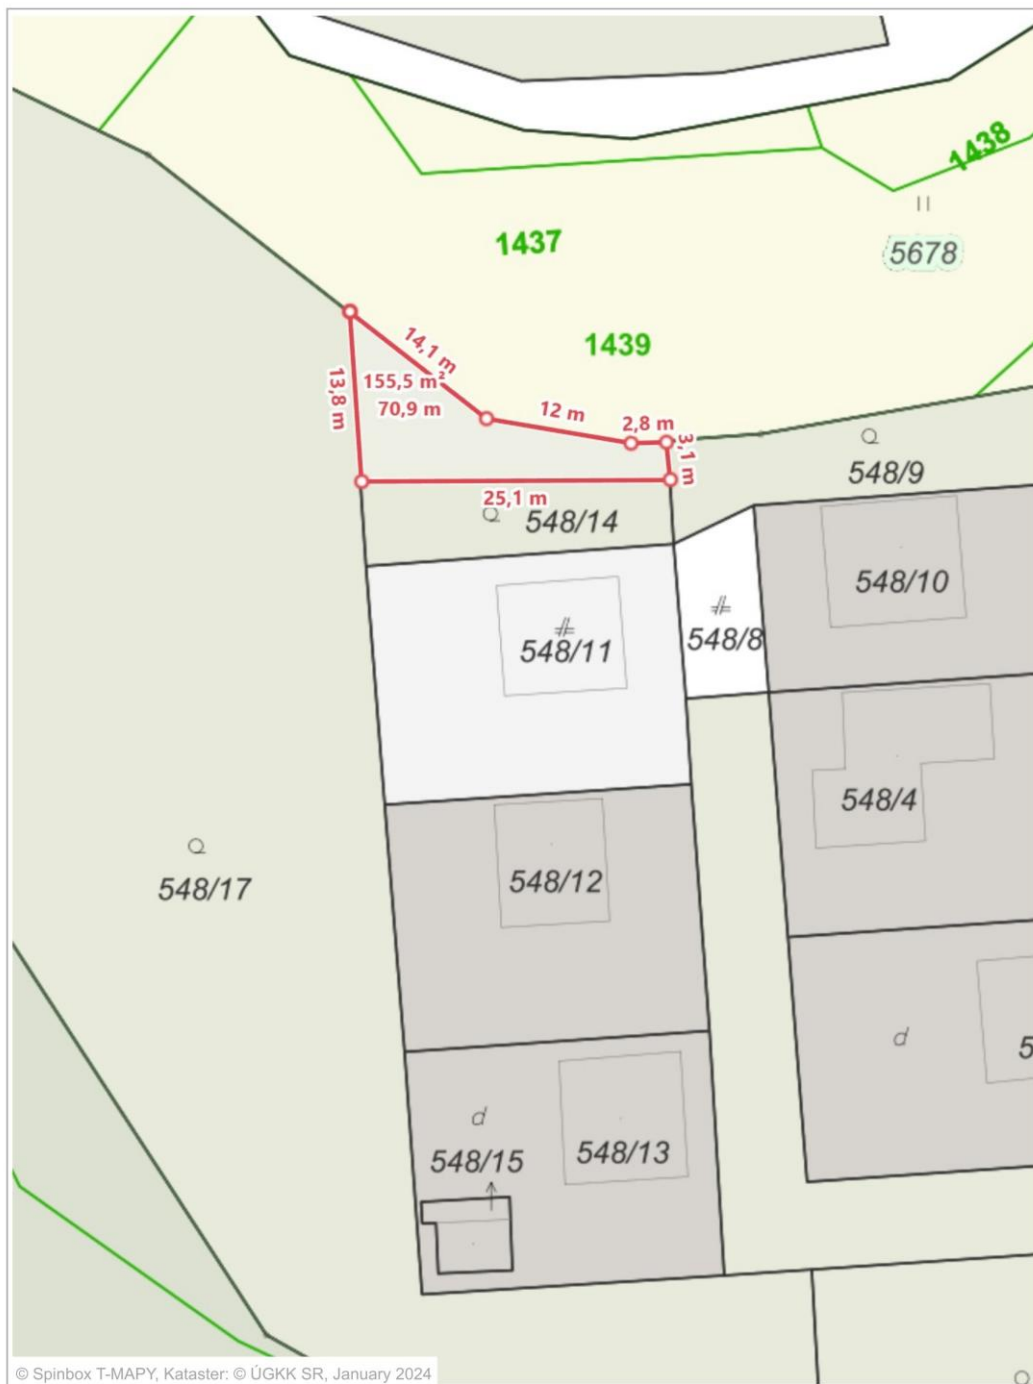 1438
II
1437
5678
1439
14,1 m
13,8 m
155,5 m²
70,9 m
12 m
2,8 m
3,1 m
25,1 m
548/9
548/14
548/10
548/11
548/8
548/4
548/12
548/17
d
5
d
548/15
548/13
© Spinbox T-MAPY, Kataster: © ÚGKK SR, January 2024